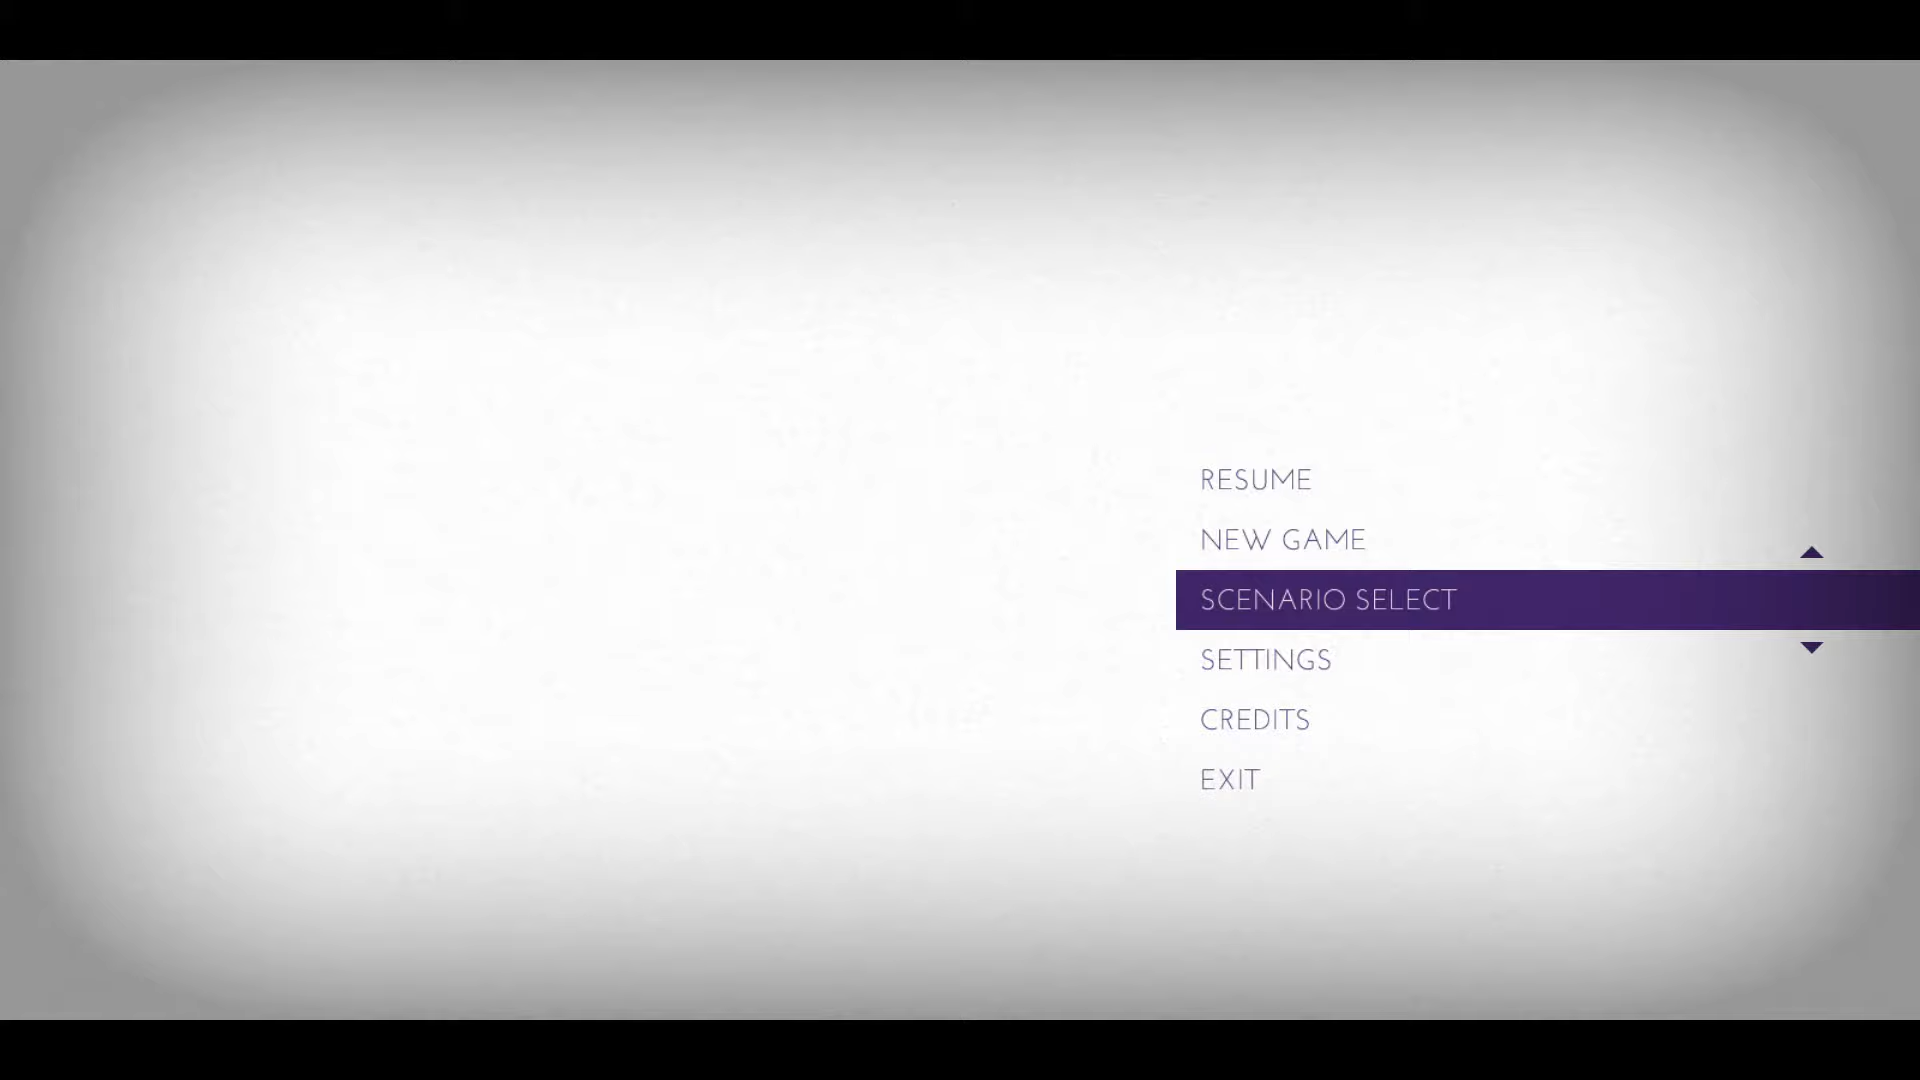 RESUME
NEW GAME
SCENARIO SELECT
SETTINGS
CREDITS
EXIT